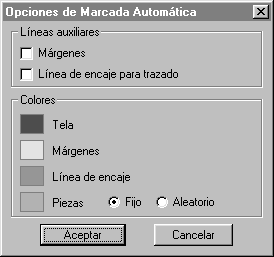 Opciones de Marcada Automática
Líneas auxiliares
Márgenes
Línea de encaje para trazado
Colores
Tela
Márgenes
Línea de encaje
Piezas Fijo Aleatorio
Aceptar Cancelar